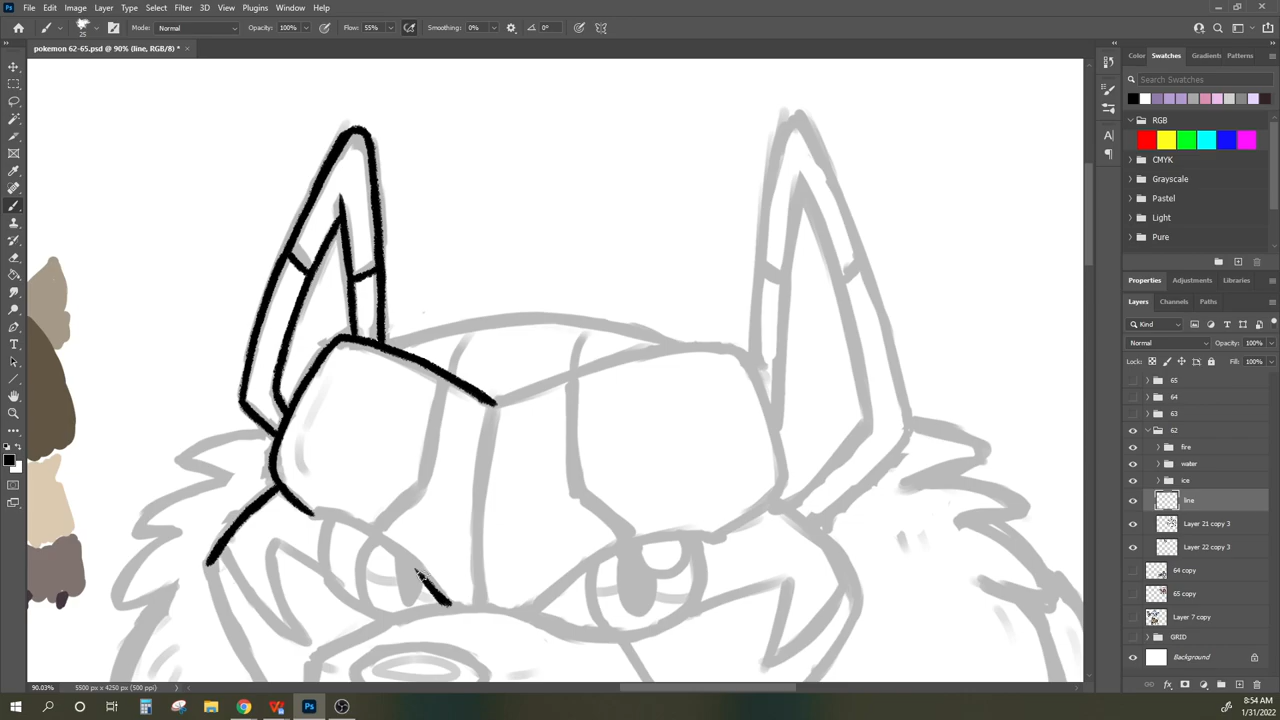 File Edit Image Layer Type Select Filter 3D View Plugins Window Help
25 Mode: Normal Opacity: 100% Flow: 55% Smoothing: 0% 0°
pokemon 62-65.psd @ 90% (line, RGB/8) *
Color Swatches Gradients Patterns
Search Swatches
RGB
CMYK
Grayscale
Pastel
Light
Pure
Properties Adjustments Libraries
Layers Channels Paths
Kind
Normal Opacity: 100%
Lock: Fill: 100%
65
64
63
62
fire
water
ice
line
Layer 21 copy 3
Layer 22 copy 3
64 copy
65 copy
Layer 7 copy
GRID
Background
90.03% 5500 px x 4250 px (500 ppi)
8:54 AM
1/31/2022